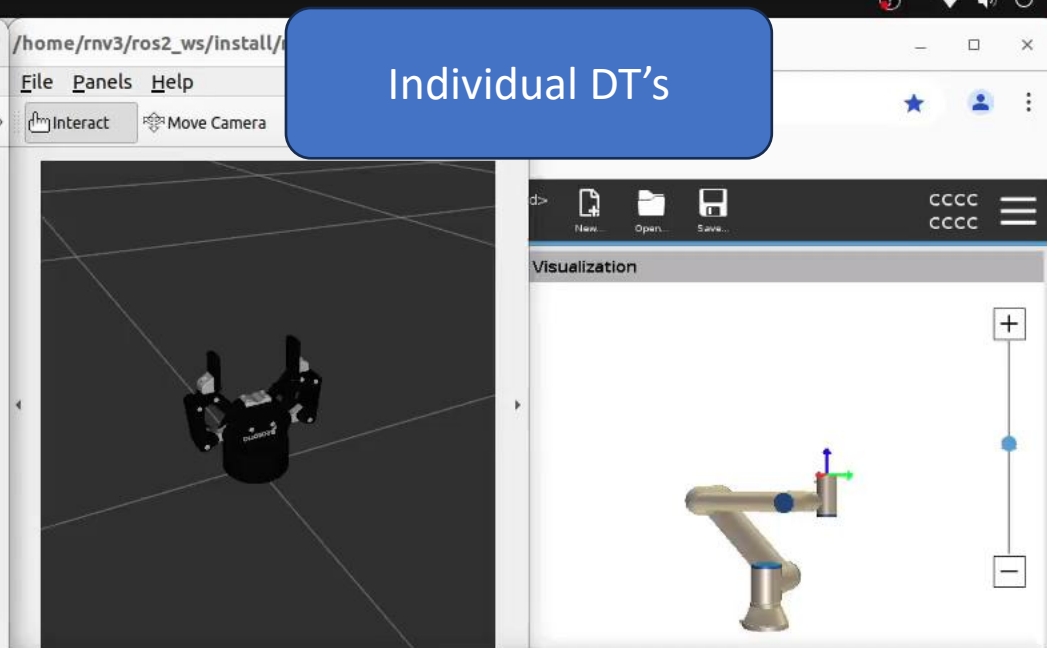 /home/rnv3/ros2_ws/install/
Individual DT's
File Panels Help
Interact Move Camera
d>
New...
Open...
Save...
CCCC
CCCC
Visualization